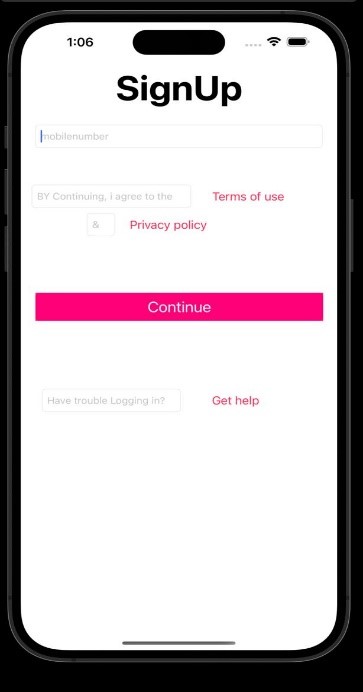 1:06
SignUp
mobilenumber
BY Continuing, i agree to the Terms of use
& Privacy policy
Continue
Have trouble Logging in? Get help